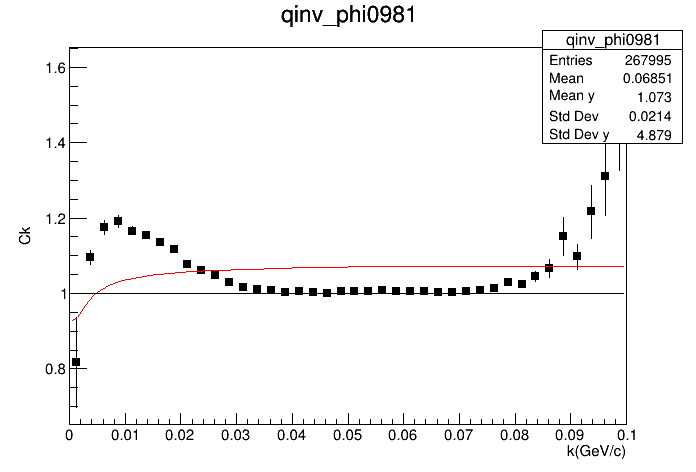 qinv_phi0981
qinv_phi0981
Entries 267995
Mean 0.06851
Mean y 1.073
Std Dev 0.0214
Std Dev y 4.879
Ck
1.6
1.4
1.2
1
0.8
0 0.01 0.02 0.03 0.04 0.05 0.06 0.07 0.08 0.09 0.1
k(GeV/c)